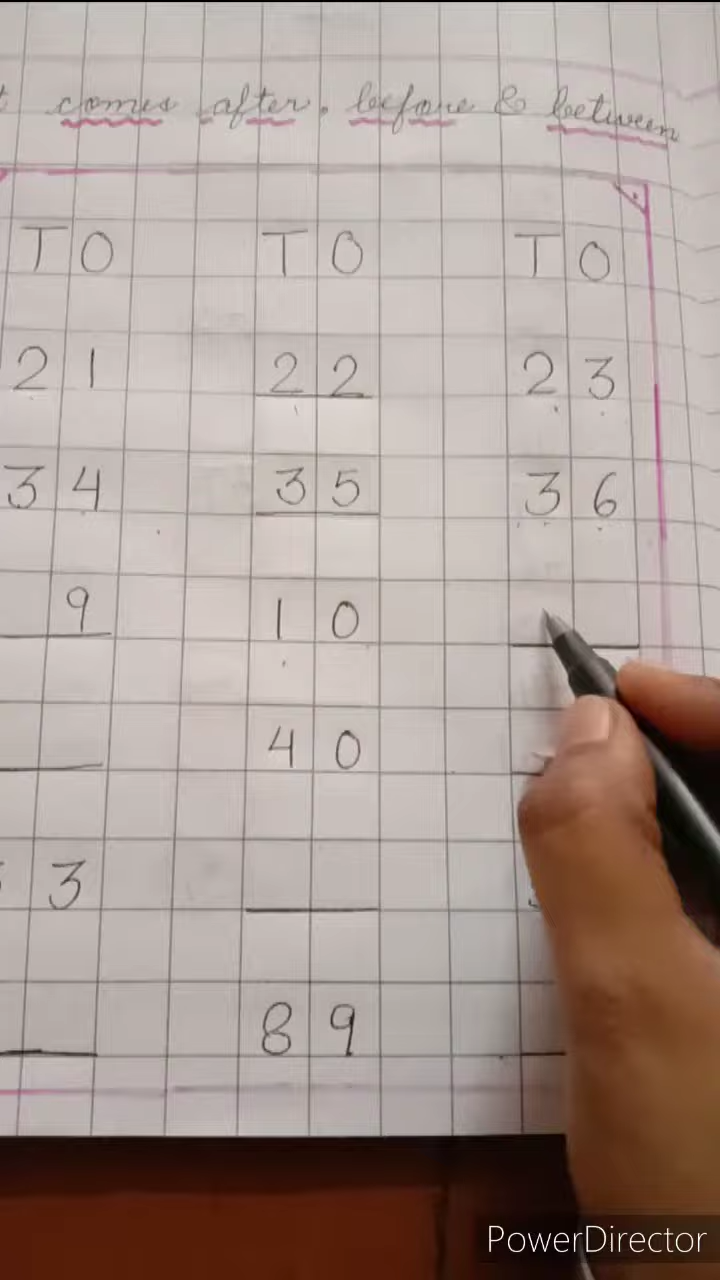 comes after, before & between
T O T O T O
2 1 2 2 2 3
3 4 3 5 3 6
9 1 0
4 0
3
8 9
PowerDirector